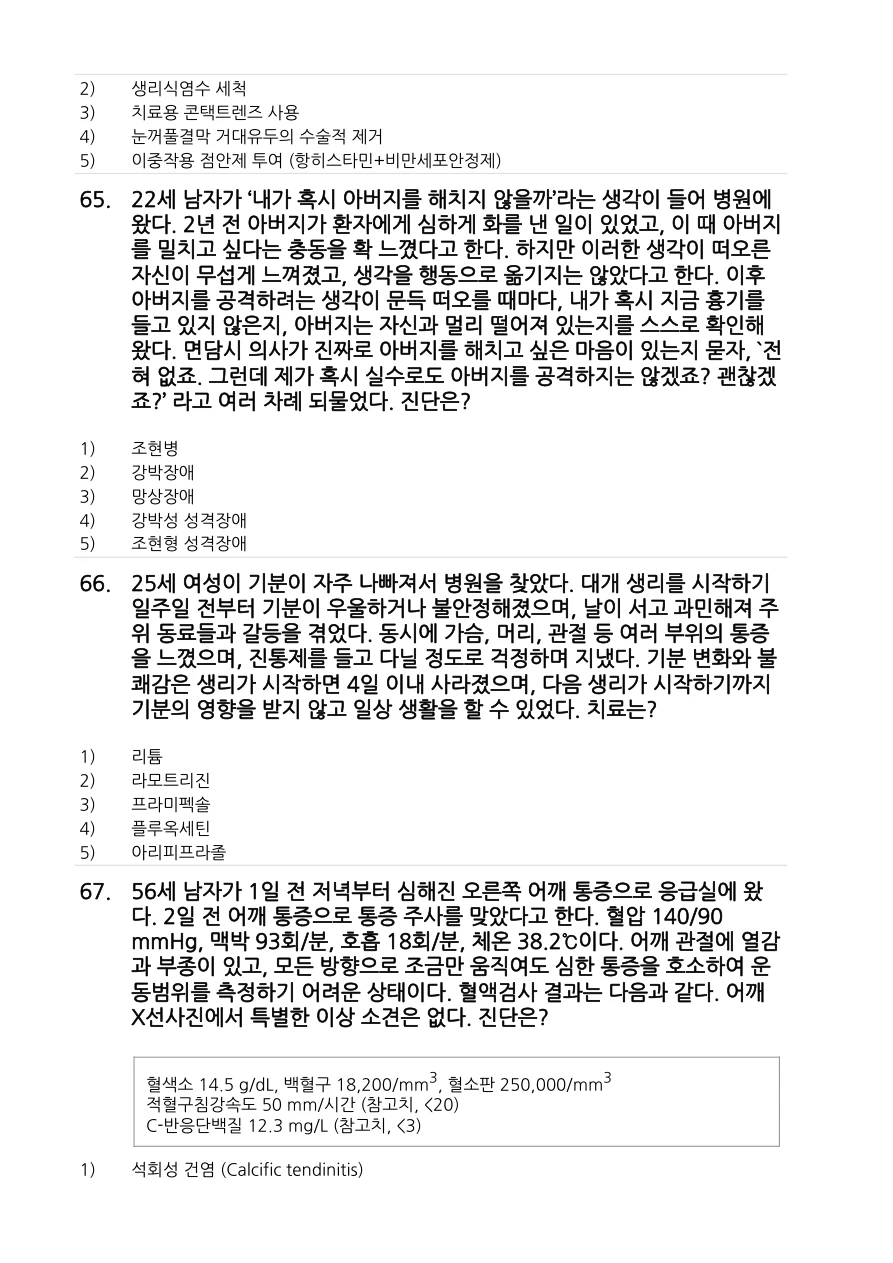 2) 생리식염수 세척
3) 치료용 콘택트렌즈 사용
4) 눈꺼풀결막 거대유두의 수술적 제거
5) 이중작용 점안제 투여 (항히스타민+비만세포안정제)
65. 22세 남자가 ‘내가 혹시 아버지를 해치지 않을까’라는 생각이 들어 병원에
왔다. 2년 전 아버지가 환자에게 심하게 화를 낸 일이 있었고, 이 때 아버지
를 밀치고 싶다는 충동을 확 느꼈다고 한다. 하지만 이러한 생각이 떠오른
자신이 무섭게 느껴졌고, 생각을 행동으로 옮기지는 않았다고 한다. 이후
아버지를 공격하려는 생각이 문득 떠오를 때마다, 내가 혹시 지금 흉기를
들고 있지 않은지, 아버지는 자신과 멀리 떨어져 있는지를 스스로 확인해
왔다. 면담시 의사가 진짜로 아버지를 해치고 싶은 마음이 있는지 묻자, `전
혀 없죠. 그런데 제가 혹시 실수로도 아버지를 공격하지는 않겠죠? 괜찮겠
죠?’ 라고 여러 차례 되물었다. 진단은?
1) 조현병
2) 강박장애
3) 망상장애
4) 강박성 성격장애
5) 조현형 성격장애
66. 25세 여성이 기분이 자주 나빠져서 병원을 찾았다. 대개 생리를 시작하기
일주일 전부터 기분이 우울하거나 불안정해졌으며, 날이 서고 과민해져 주
위 동료들과 갈등을 겪었다. 동시에 가슴, 머리, 관절 등 여러 부위의 통증
을 느꼈으며, 진통제를 들고 다닐 정도로 걱정하며 지냈다. 기분 변화와 불
쾌감은 생리가 시작하면 4일 이내 사라졌으며, 다음 생리가 시작하기까지
기분의 영향을 받지 않고 일상 생활을 할 수 있었다. 치료는?
1) 리튬
2) 라모트리진
3) 프라미펙솔
4) 플루옥세틴
5) 아리피프라졸
67. 56세 남자가 1일 전 저녁부터 심해진 오른쪽 어깨 통증으로 응급실에 왔
다. 2일 전 어깨 통증으로 통증 주사를 맞았다고 한다. 혈압 140/90
mmHg, 맥박 93회/분, 호흡 18회/분, 체온 38.2℃이다. 어깨 관절에 열감
과 부종이 있고, 모든 방향으로 조금만 움직여도 심한 통증을 호소하여 운
동범위를 측정하기 어려운 상태이다. 혈액검사 결과는 다음과 같다. 어깨
X선사진에서 특별한 이상 소견은 없다. 진단은?
혈색소 14.5 g/dL, 백혈구 18,200/mm³, 혈소판 250,000/mm³
적혈구침강속도 50 mm/시간 (참고치, <20)
C-반응단백질 12.3 mg/L (참고치, <3)
1) 석회성 건염 (Calcific tendinitis)